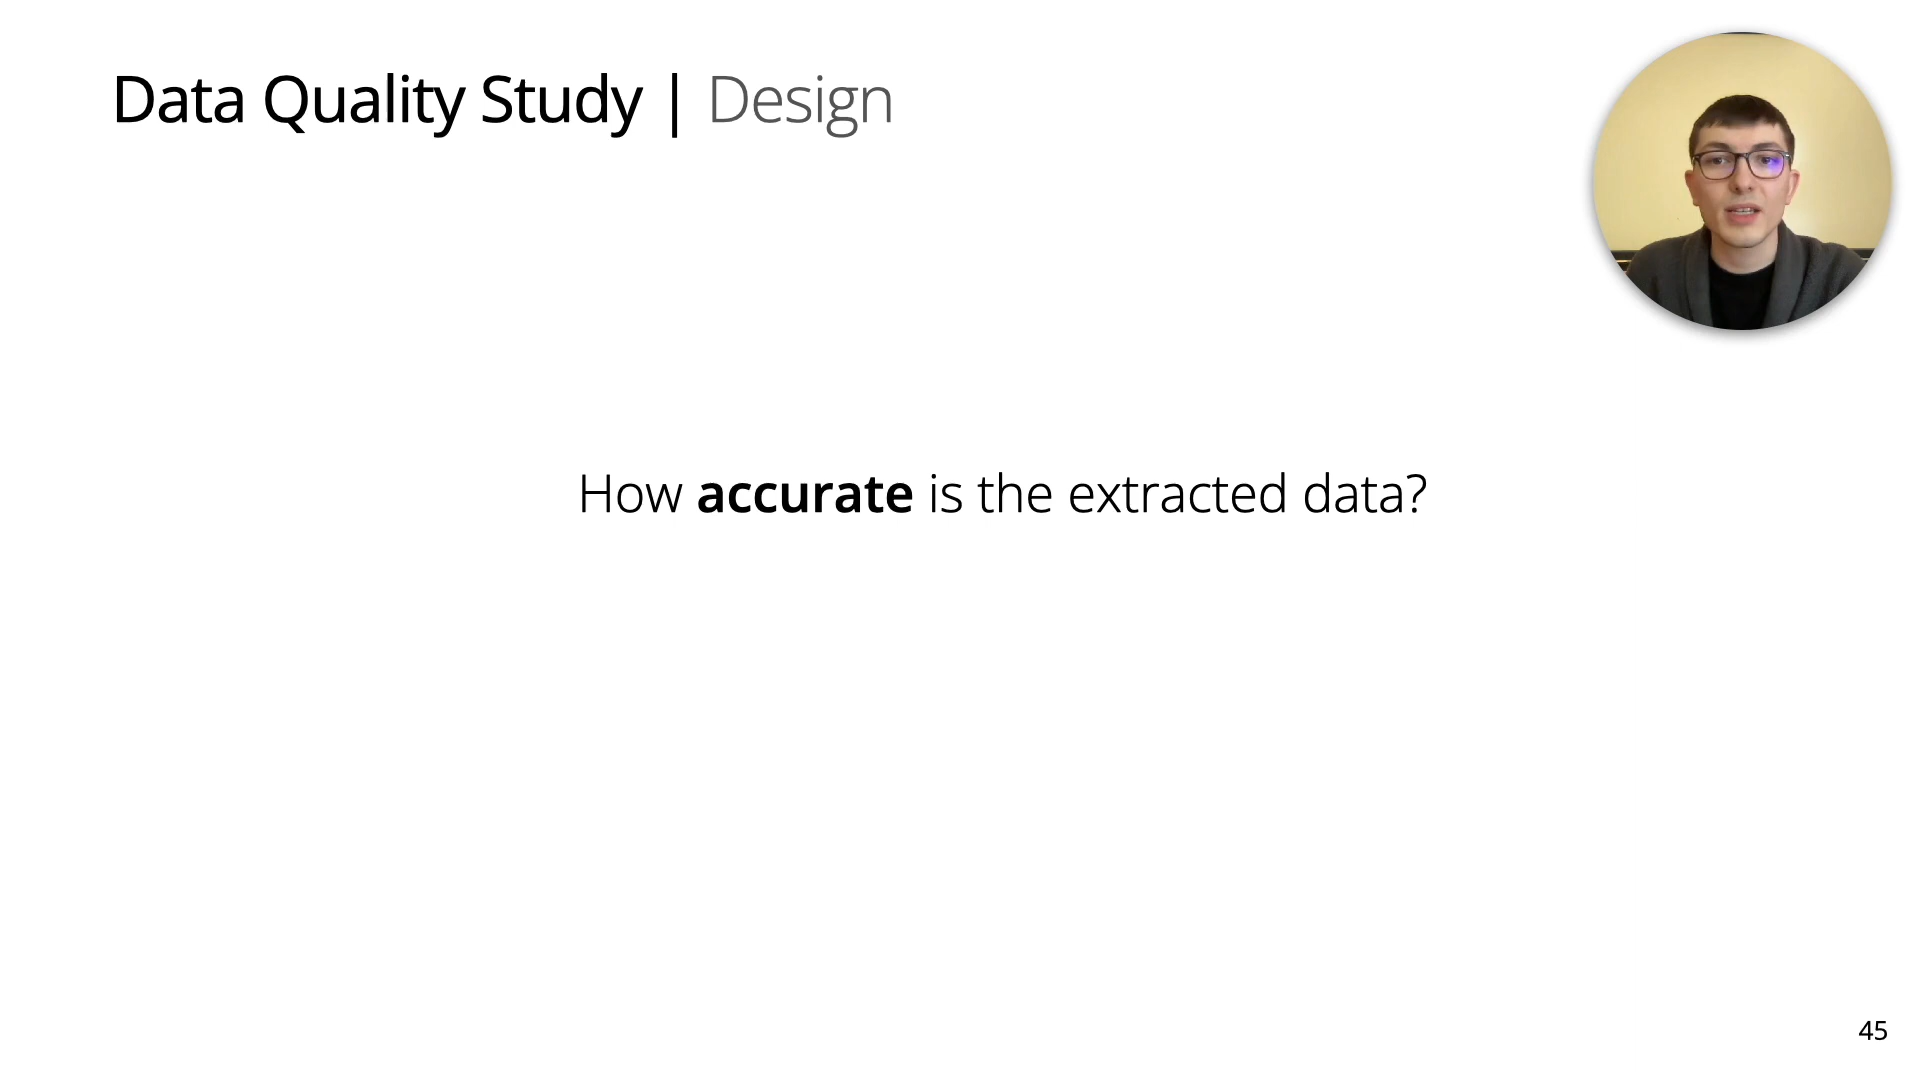 Data Quality Study | Design
How accurate is the extracted data?
45